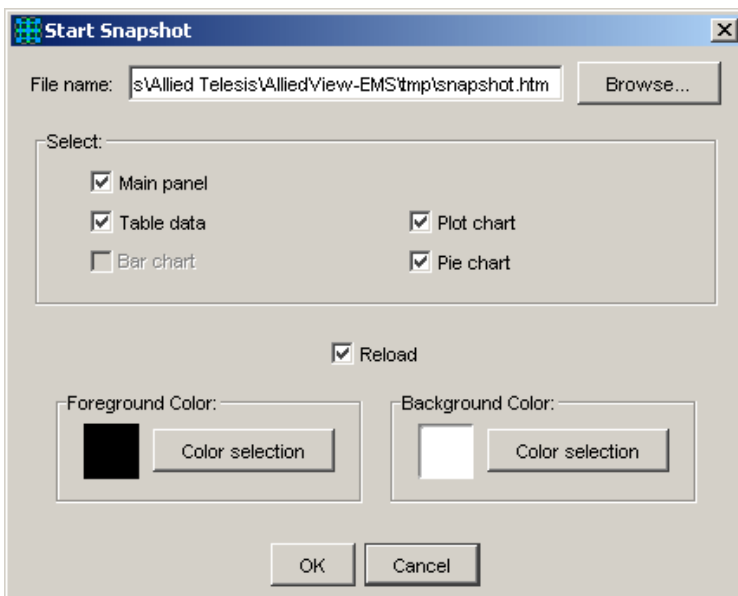 Start Snapshot
File name: s\Allied Telesis\AlliedView-EMS\tmp\snapshot.htm Browse...
Select:
Main panel
Table data Plot chart
Bar chart Pie chart
Reload
Foreground Color: Background Color:
Color selection Color selection
OK Cancel